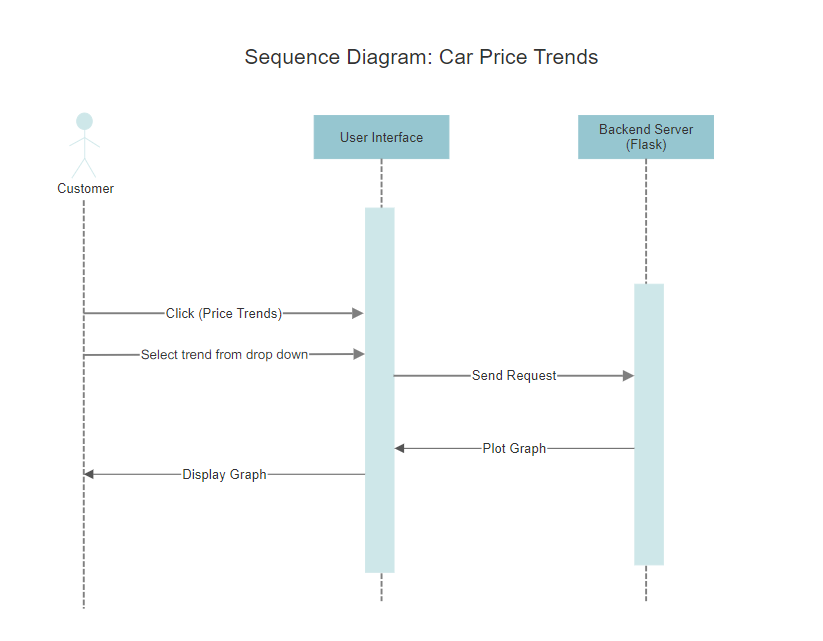 Sequence Diagram: Car Price Trends
User Interface
Backend Server
(Flask)
Customer
Click (Price Trends)
Select trend from drop down
Send Request
Plot Graph
Display Graph